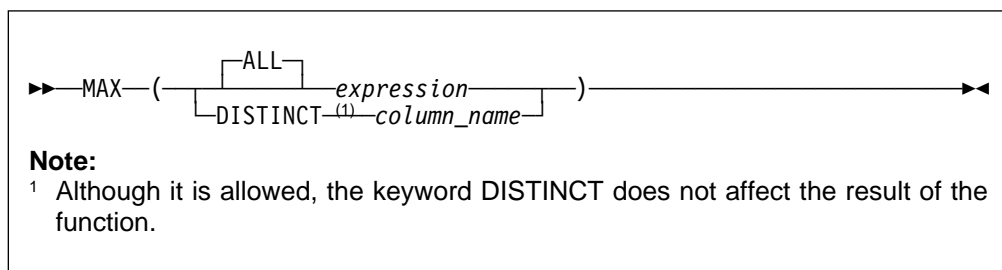 ALL
MAX ( expression )
DISTINCT (1) column_name
Note:
1 Although it is allowed, the keyword DISTINCT does not affect the result of the
function.